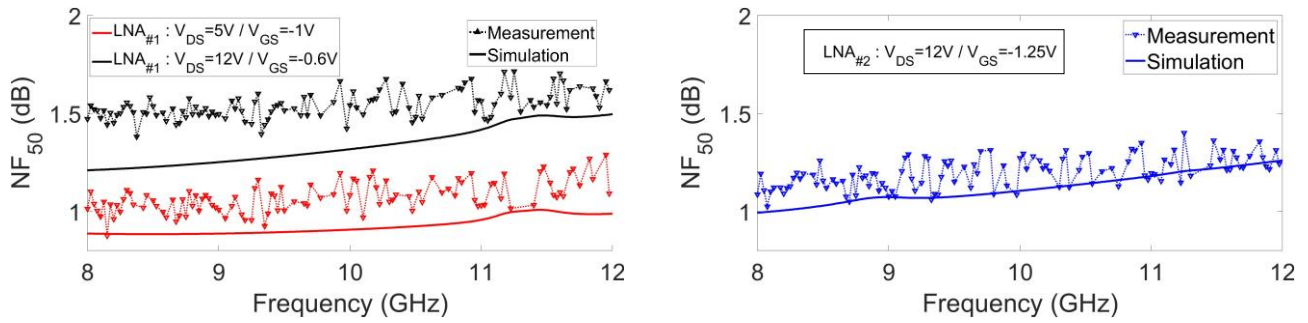 LNA#1 : VDS=5V / VGS=-1V
LNA#1 : VDS=12V / VGS=-0.6V
Measurement
Simulation
NF50 (dB)
1.5
1
8 9 10 11 12
Frequency (GHz)
LNA#2 : VDS=12V / VGS=-1.25V
Measurement
Simulation
NF50 (dB)
2
1.5
1
8 9 10 11 12
Frequency (GHz)